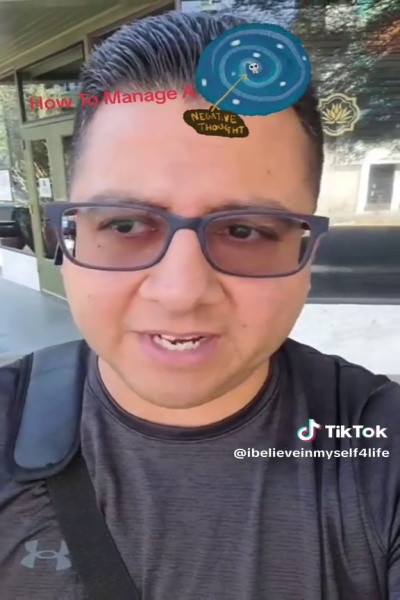 How To Manage A
NEGATIVE
THOUGHT
TikTok
@ibelieveinmyself4life